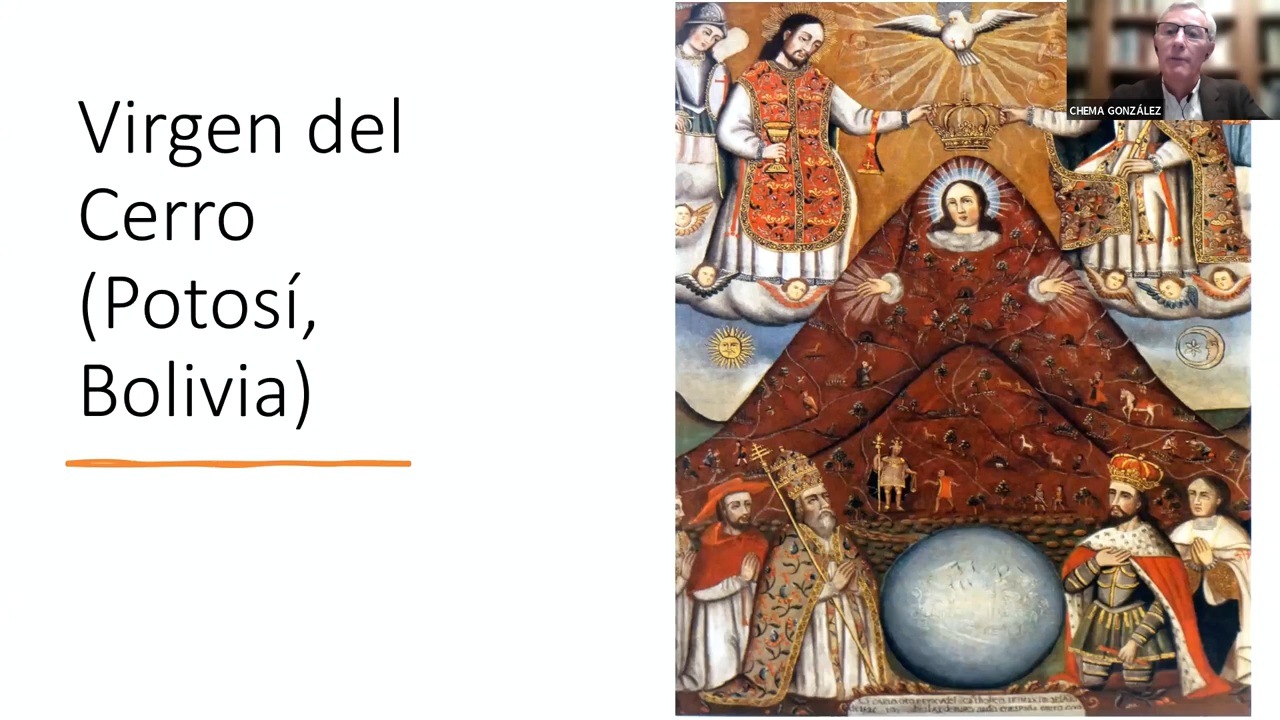 Virgen del
Cerro
(Potosí,
Bolivia)
CHEMA GONZÁLEZ